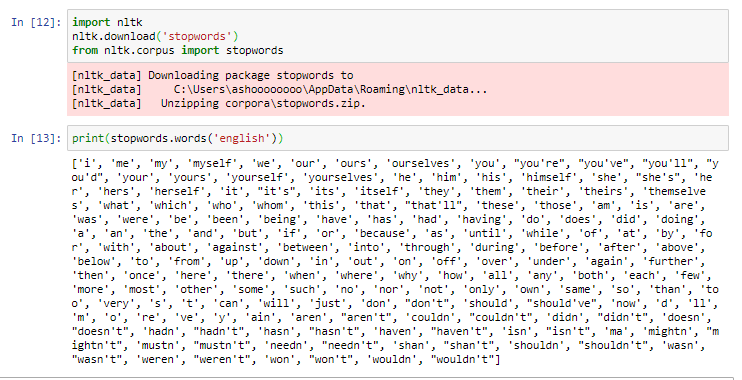 In [12]: import nltk
nltk.download('stopwords')
from nltk.corpus import stopwords
[nltk_data] Downloading package stopwords to
[nltk_data]     C:\Users\ashoooooooo\AppData\Roaming\nltk_data...
[nltk_data]   Unzipping corpora\stopwords.zip.
In [13]: print(stopwords.words('english'))
['i', 'me', 'my', 'myself', 'we', 'our', 'ours', 'ourselves', 'you', "you're", "you've", "you'll", "y
ou'd", 'your', 'yours', 'yourself', 'yourselves', 'he', 'him', 'his', 'himself', 'she', "she's", 'he
r', 'hers', 'herself', 'it', "it's", 'its', 'itself', 'they', 'them', 'their', 'theirs', 'themselve
s', 'what', 'which', 'who', 'whom', 'this', 'that', "that'll", 'these', 'those', 'am', 'is', 'are',
'was', 'were', 'be', 'been', 'being', 'have', 'has', 'had', 'having', 'do', 'does', 'did', 'doing',
'a', 'an', 'the', 'and', 'but', 'if', 'or', 'because', 'as', 'until', 'while', 'of', 'at', 'by', 'fo
r', 'with', 'about', 'against', 'between', 'into', 'through', 'during', 'before', 'after', 'above',
'below', 'to', 'from', 'up', 'down', 'in', 'out', 'on', 'off', 'over', 'under', 'again', 'further',
'then', 'once', 'here', 'there', 'when', 'where', 'why', 'how', 'all', 'any', 'both', 'each', 'few',
'more', 'most', 'other', 'some', 'such', 'no', 'nor', 'not', 'only', 'own', 'same', 'so', 'than', 'to
o', 'very', 's', 't', 'can', 'will', 'just', 'don', "don't", 'should', "should've", 'now', 'd', 'll',
'm', 'o', 're', 've', 'y', 'ain', 'aren', "aren't", 'couldn', "couldn't", 'didn', "didn't", 'doesn',
"doesn't", 'hadn', "hadn't", 'hasn', "hasn't", 'haven', "haven't", 'isn', "isn't", 'ma', 'mightn', "m
ightn't", 'mustn', "mustn't", 'needn', "needn't", 'shan', "shan't", 'shouldn', "shouldn't", 'wasn',
"wasn't", 'weren', "weren't", 'won', "won't", 'wouldn', "wouldn't"]